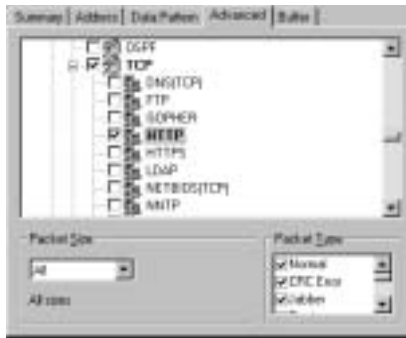 Summary Address Data Pattern Advanced Buffer
OSPF
TCP
DNS(TCP)
FTP
GOPHER
HTTP
HTTPS
LDAP
NETBIOS(TCP)
NNTP
Packet Size
All
All sizes
Packet Type
Normal
CRC Error
Jabber